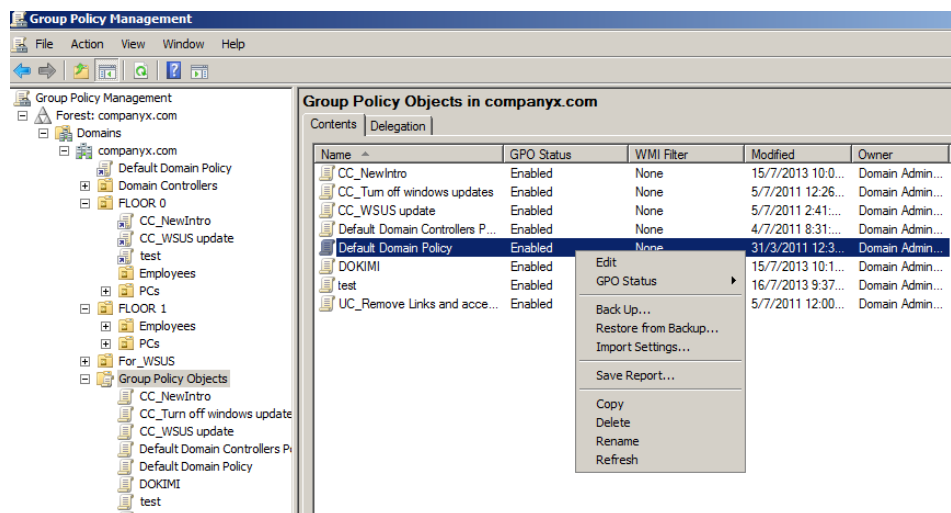 Group Policy Management
File Action View Window Help
Group Policy Management
Forest: companyx.com
Domains
companyx.com
Default Domain Policy
Domain Controllers
FLOOR 0
CC_NewIntro
CC_WSUS update
test
Employees
PCs
FLOOR 1
Employees
PCs
For_WSUS
Group Policy Objects
CC_NewIntro
CC_Turn off windows update
CC_WSUS update
Default Domain Controllers P
Default Domain Policy
DOKIMI
test
Group Policy Objects in companyx.com
Contents Delegation
Name GPO Status WMI Filter Modified Owner
CC_NewIntro Enabled None 15/7/2013 10:0... Domain Admin...
CC_Turn off windows updates Enabled None 5/7/2011 12:26... Domain Admin...
CC_WSUS update Enabled None 5/7/2011 2:41:... Domain Admin...
Default Domain Controllers P... Enabled None 4/7/2011 8:31:... Domain Admin...
Default Domain Policy Enabled None 31/3/2011 12:3... Domain Admin...
DOKIMI Enabled 15/7/2013 10:1... Domain Admin...
test Enabled 16/7/2013 9:37... Domain Admin...
UC_Remove Links and acce... Enabled 5/7/2011 12:00... Domain Admin...
Edit
GPO Status
Back Up...
Restore from Backup...
Import Settings...
Save Report...
Copy
Delete
Rename
Refresh